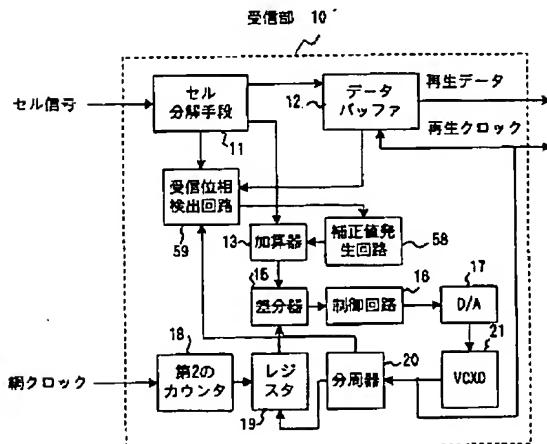 受信部 10
セル信号
セル
分解手段
11
データ
バッファ
12.
再生データ
再生クロック
受信位相
検出回路
59
13
加算器
補正値発
生回路
58
15
差分器
16
制御回路
17
D/A
18
第2の
カウンタ
網クロック
レジ
スタ
19
20
分周器
21
VCXO